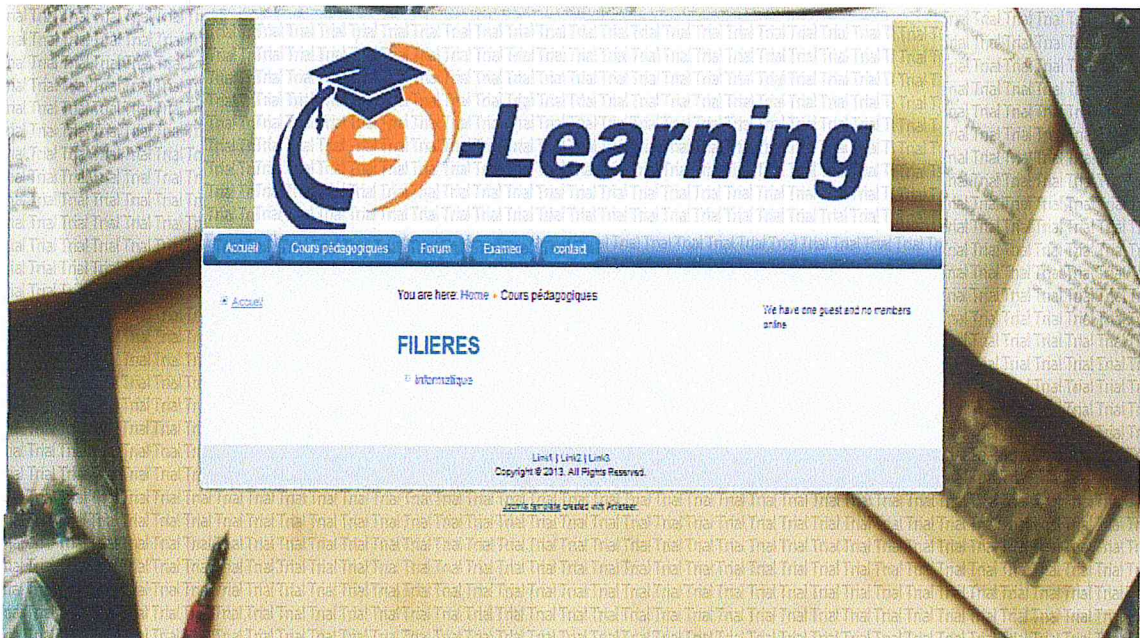 e-Learning
Accueil Cours pédagogiques Forum Examen contact
Accueil
You are here: Home Cours pédagogiques
We have one guest and no members
online
FILIERES
Informatique
Link1 | Link2 | Link3
Copyright © 2013. All Rights Reserved.
Joomla template created with Artisteer.